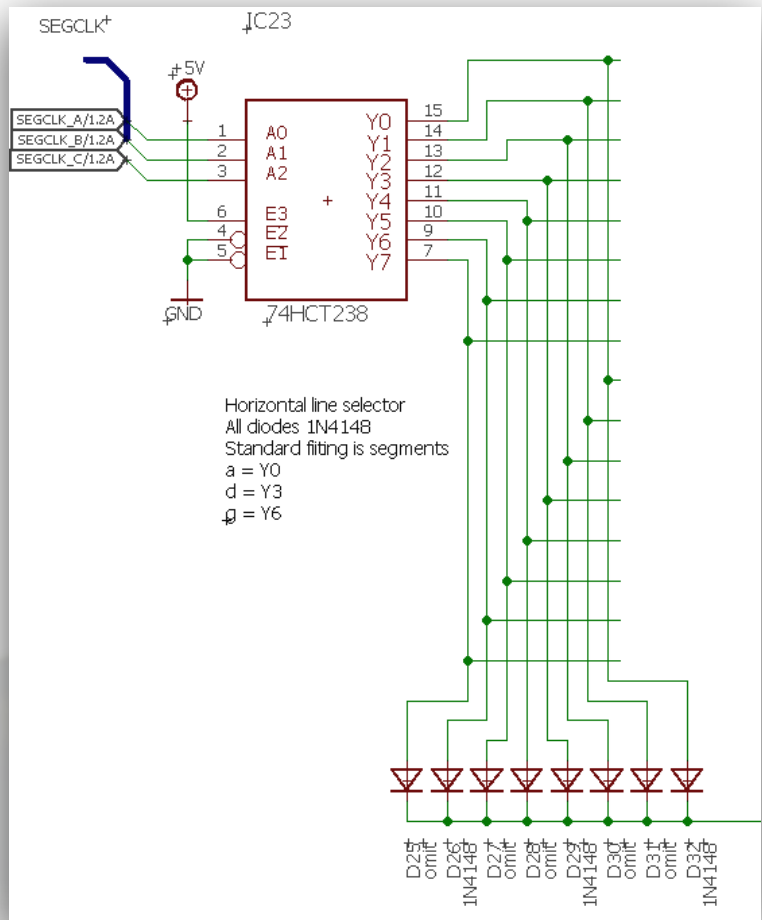 SEGCLK
IC23
+5V
SEGCLK_A/1.2A
SEGCLK_B/1.2A
SEGCLK_C/1.2A
1 A0
2 A1
3 A2
6 E3
4 E2
5 E1
Y0 15
Y1 14
Y2 13
Y3 12
Y4 11
Y5 10
Y6 9
Y7 7
GND
74HCT238
Horizontal line selector
All diodes 1N4148
Standard fitting is segments
a = Y0
d = Y3
g = Y6
D25
omit
D26
1N4148
D27
omit
D28
omit
D29
1N4148
D30
omit
D31
omit
D32
1N4148